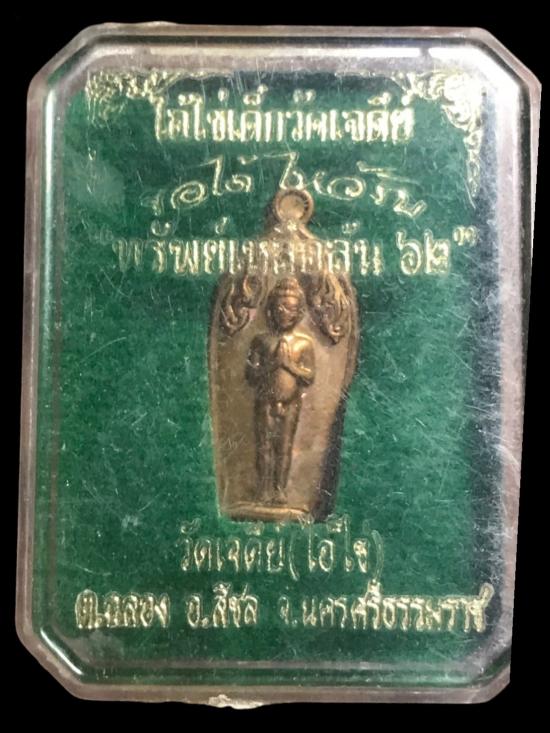 ไอ้ไข่เด็กวัดเจดีย์
ขอได้ ไหว้รับ
"ทรัพย์เหลือล้น ๖๒"
วัดเจดีย์(ไอ้ไข่)
ต.ฉลอง อ.สิชล จ.นครศรีธรรมราช